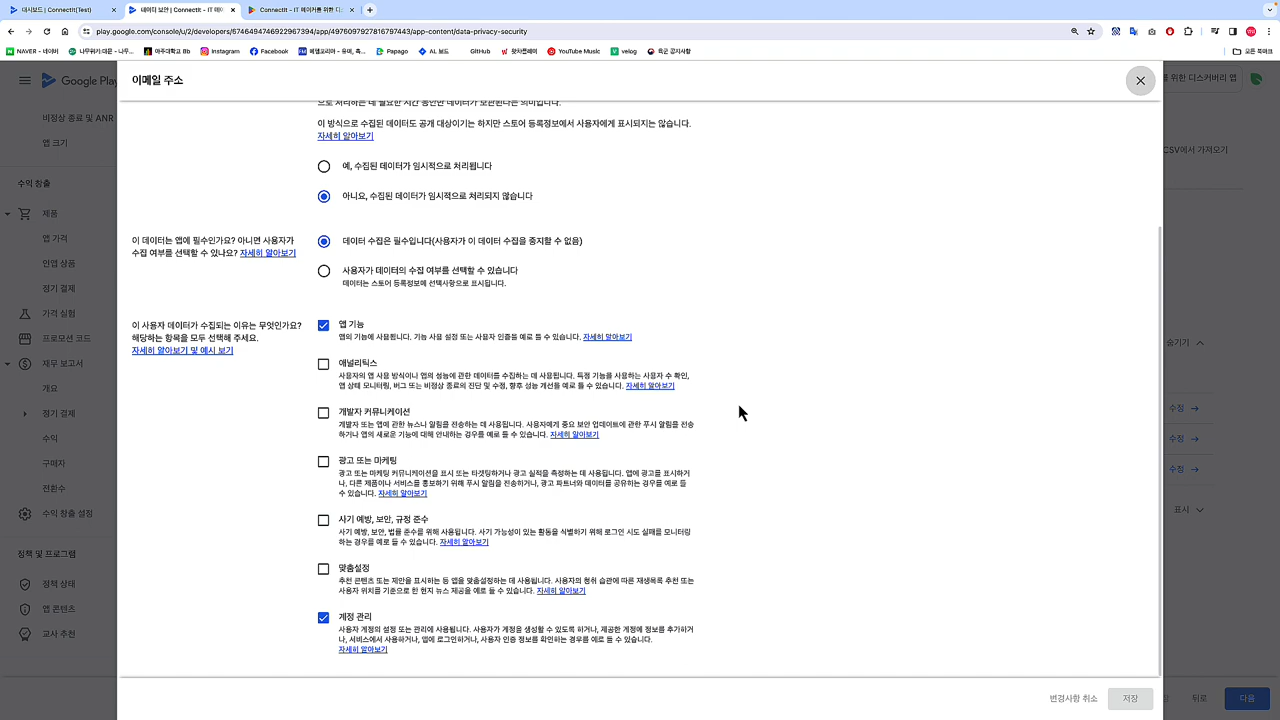 대시보드 | ConnectIt(Test)
데이터 보안 | ConnectIt – IT 메이
ConnectIt – IT 메이커를 위한 디스
play.google.com/console/u/2/developers/6746494746922967394/app/4976097927816797443/app-content/data-privacy-security
NAVER - 네이버
나무위키:대문 - 나무...
아주대학교 Bb
Instagram
Facebook
에펨코리아 - 유머, 축...
Papago
AL 보드
GitHub
왓챠플레이
YouTube Music
velog
육군 공지사항
모든 북마크
Google Play
이메일 주소
를 위한 디스커버리 앱
비정상 종료 및 ANR
앱 크기
수익 창출
제품
앱 가격
인앱 상품
정기 결제
가격 실험
프로모션 코드
재무 보고서
개요
정기 결제
수익
구매자
전환수
수익 창출 설정
정책 및 프로그램
정책 상태
앱 콘텐츠
교사 추천
으로 처리하는 데 필요한 시간 동안만 데이터가 보관된다는 의미입니다.
이 방식으로 수집된 데이터도 공개 대상이기는 하지만 스토어 등록정보에서 사용자에게 표시되지는 않습니다.
자세히 알아보기
예, 수집된 데이터가 임시적으로 처리됩니다
아니요, 수집된 데이터가 임시적으로 처리되지 않습니다
이 데이터는 앱에 필수인가요? 아니면 사용자가
수집 여부를 선택할 수 있나요? 자세히 알아보기
데이터 수집은 필수입니다(사용자가 이 데이터 수집을 중지할 수 없음)
사용자가 데이터의 수집 여부를 선택할 수 있습니다
데이터는 스토어 등록정보에 선택사항으로 표시됩니다.
이 사용자 데이터가 수집되는 이유는 무엇인가요?
해당하는 항목을 모두 선택해 주세요.
자세히 알아보기 및 예시 보기
앱 기능
앱의 기능에 사용됩니다. 기능 사용 설정 또는 사용자 인증을 예로 들 수 있습니다. 자세히 알아보기
애널리틱스
사용자의 앱 사용 방식이나 앱의 성능에 관한 데이터를 수집하는 데 사용됩니다. 특정 기능을 사용하는 사용자 수 확인,
앱 상태 모니터링, 버그 또는 비정상 종료의 진단 및 수정, 향후 성능 개선을 예로 들 수 있습니다. 자세히 알아보기
개발자 커뮤니케이션
개발자 또는 앱에 관한 뉴스나 알림을 전송하는 데 사용됩니다. 사용자에게 중요 보안 업데이트에 관한 푸시 알림을 전송
하거나 앱의 새로운 기능에 대해 안내하는 경우를 예로 들 수 있습니다. 자세히 알아보기
광고 또는 마케팅
광고 또는 마케팅 커뮤니케이션을 표시 또는 타겟팅하거나 광고 실적을 측정하는 데 사용됩니다. 앱에 광고를 표시하거
나, 다른 제품이나 서비스를 홍보하기 위해 푸시 알림을 전송하거나, 광고 파트너와 데이터를 공유하는 경우를 예로 들
수 있습니다. 자세히 알아보기
사기 예방, 보안, 규정 준수
사기 예방, 보안, 법률 준수를 위해 사용됩니다. 사기 가능성이 있는 활동을 식별하기 위해 로그인 시도 실패를 모니터링
하는 경우를 예로 들 수 있습니다. 자세히 알아보기
맞춤설정
추천 콘텐츠 또는 제안을 표시하는 등 앱을 맞춤설정하는 데 사용됩니다. 사용자의 청취 습관에 따른 재생목록 추천 또는
사용자 위치를 기준으로 한 현지 뉴스 제공을 예로 들 수 있습니다. 자세히 알아보기
계정 관리
사용자 계정의 설정 또는 관리에 사용됩니다. 사용자가 계정을 생성할 수 있도록 하거나, 제공한 계정에 정보를 추가하거
나, 서비스에서 사용하거나, 앱에 로그인하거나, 사용자 인증 정보를 확인하는 경우를 예로 들 수 있습니다.
자세히 알아보기
CSV에서 가져오기
숨기기
수정
수정
수정
표시
변경사항 취소
저장
뒤로
다음